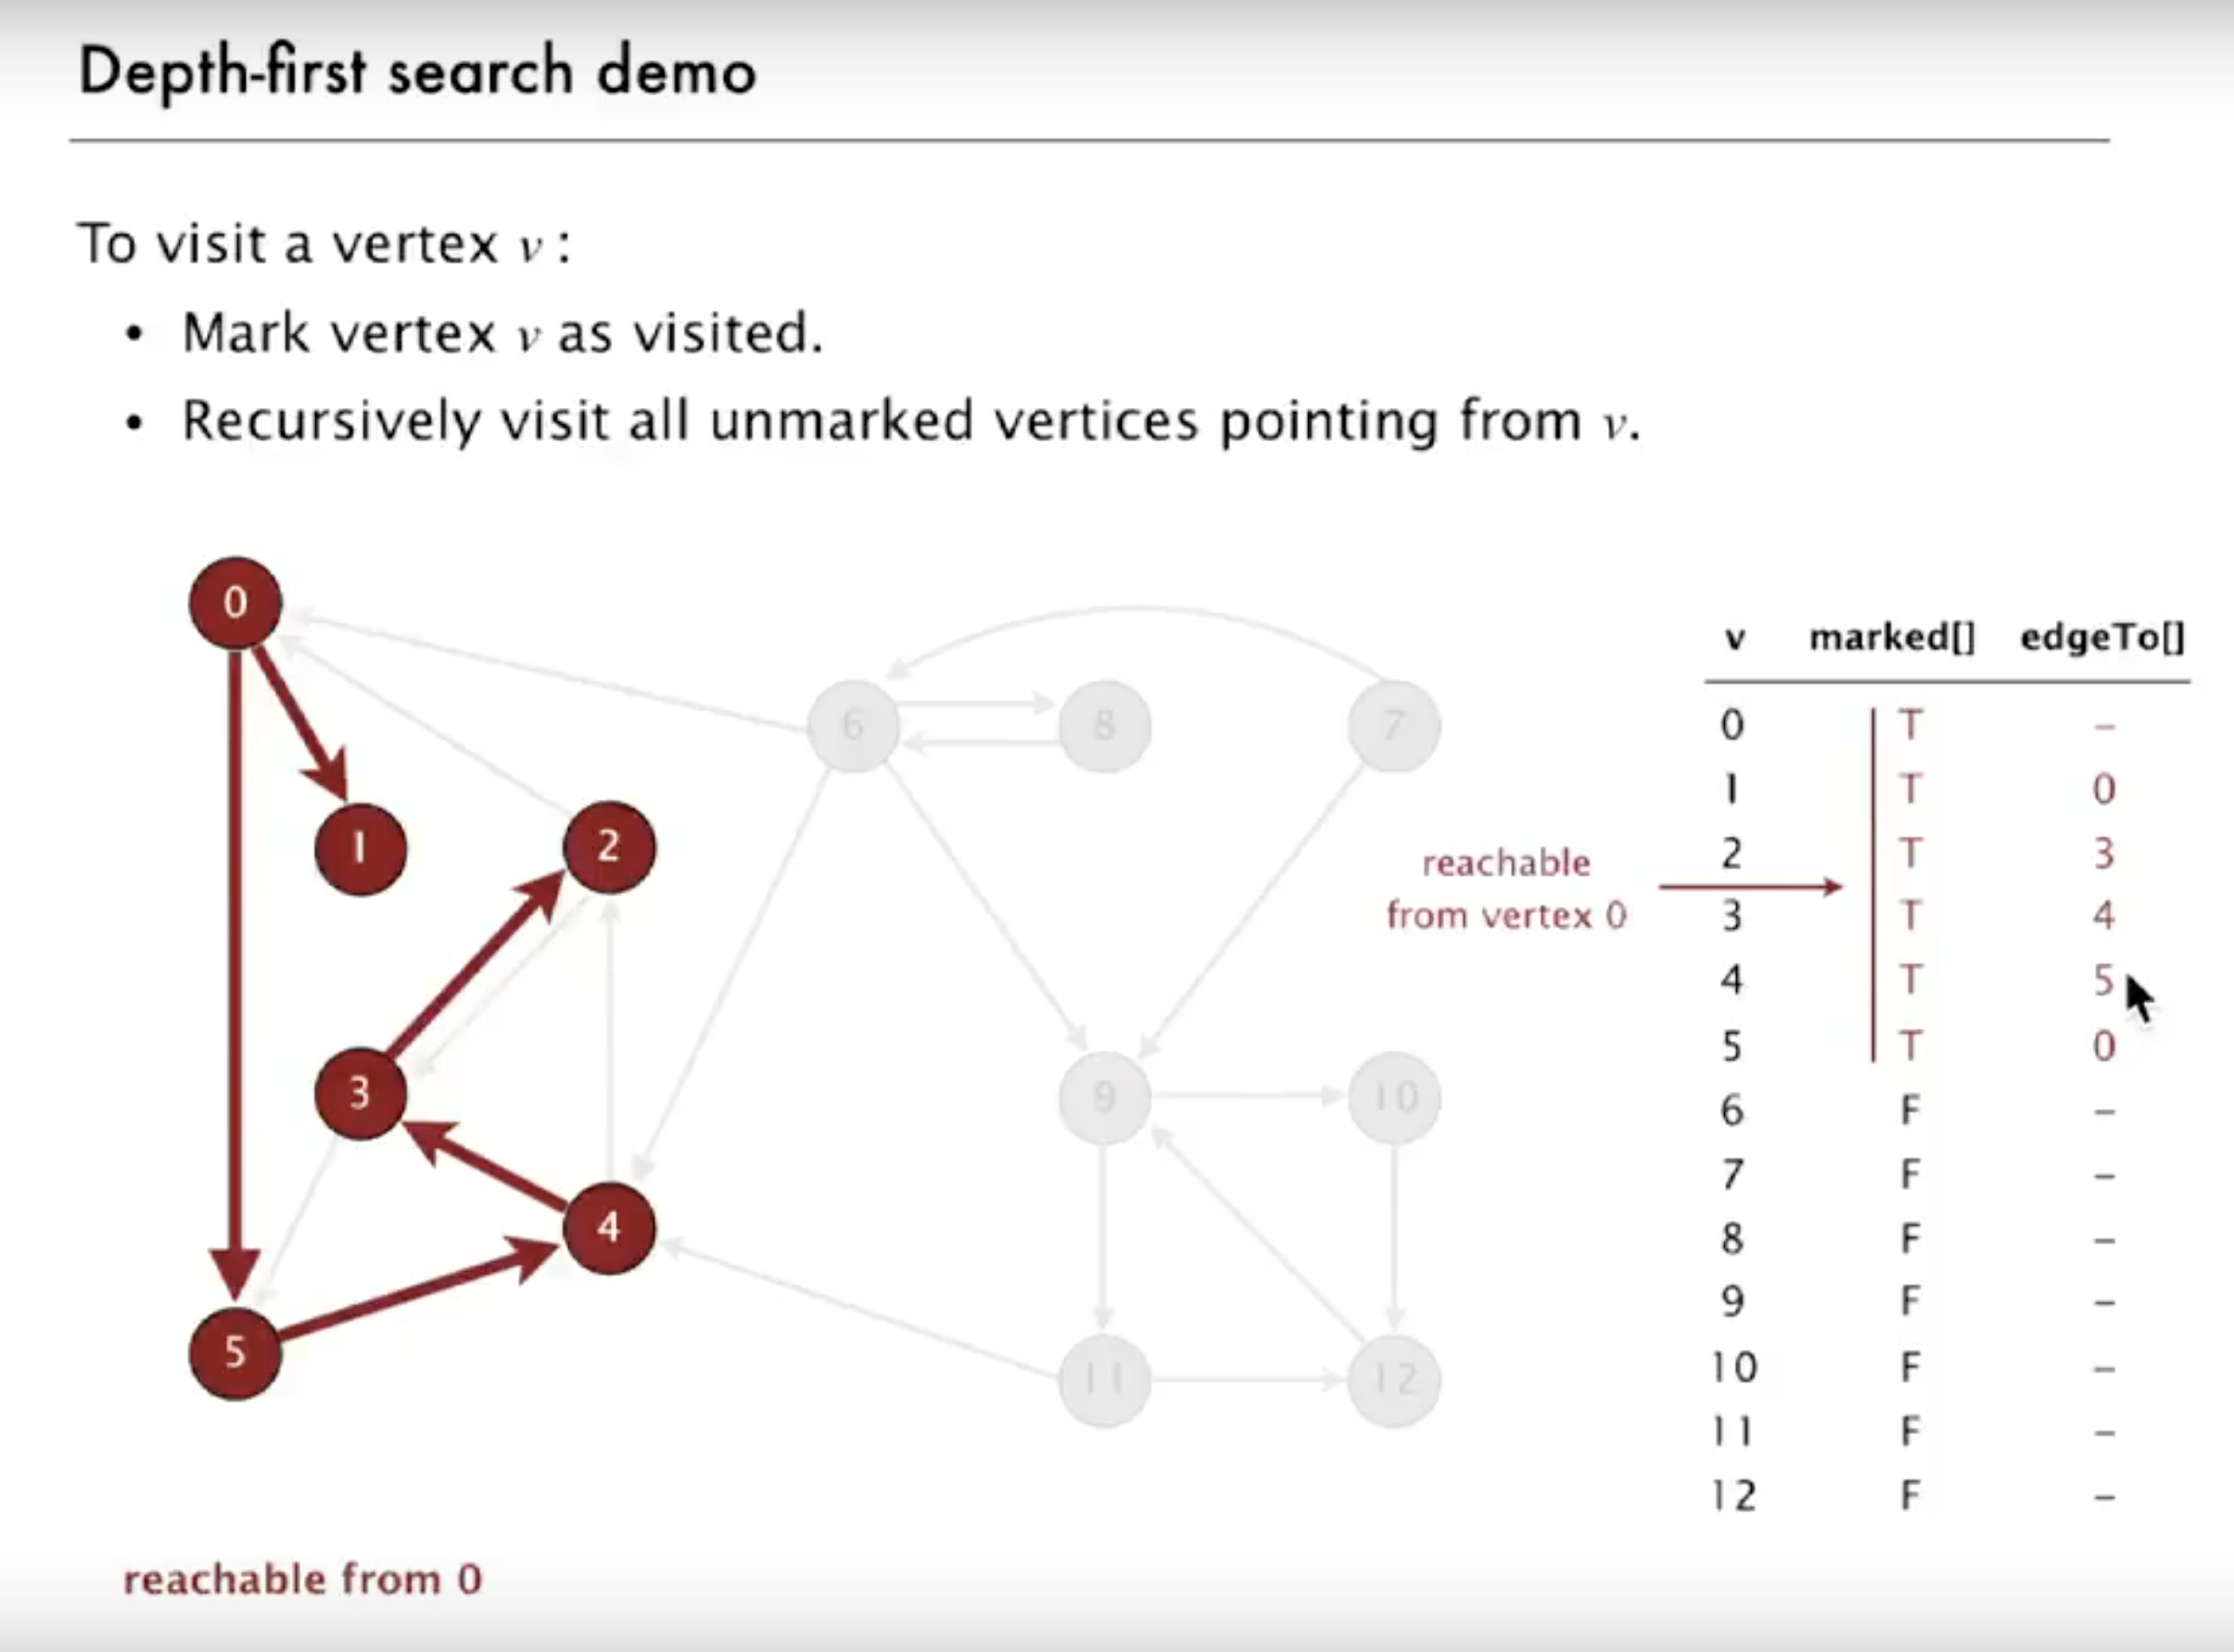 Depth-first search demo
To visit a vertex v :
• Mark vertex v as visited.
• Recursively visit all unmarked vertices pointing from v.
0
1
2
3
4
5
6
8
7
9
10
11
12
reachable
from vertex 0
v marked[] edgeTo[]
0 T –
1 T 0
2 T 3
3 T 4
4 T 5
5 T 0
6 F –
7 F –
8 F –
9 F –
10 F –
11 F –
12 F –
reachable from 0